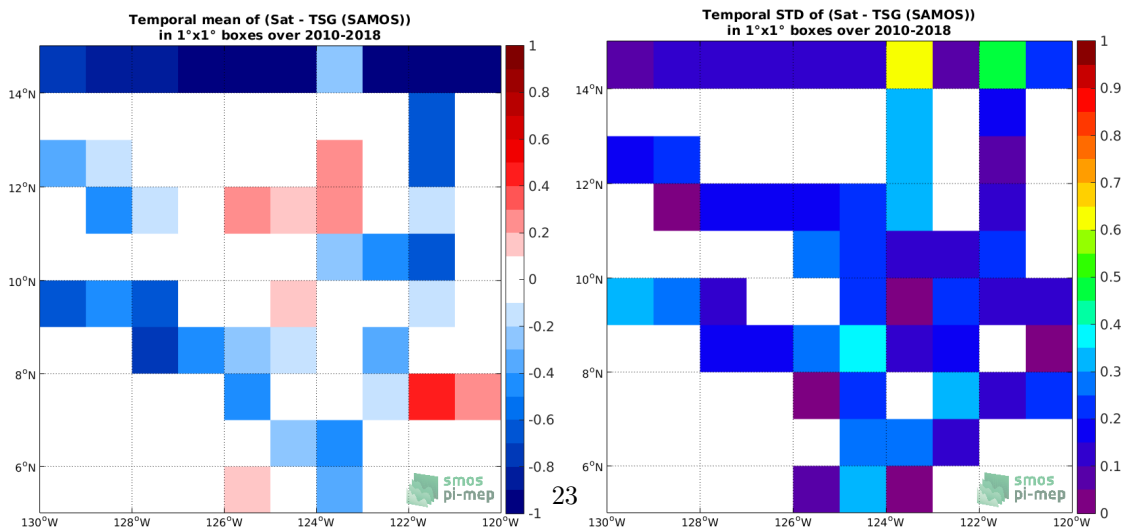 Temporal mean of (Sat - TSG (SAMOS))
in 1°x1° boxes over 2010-2018
14°N
12°N
10°N
8°N
6°N
130°W
128°W
126°W
124°W
122°W
120°W
1
0.8
0.6
0.4
0.2
0
-0.2
-0.4
-0.6
-0.8
-1
smos
pi-mep
23
Temporal STD of (Sat - TSG (SAMOS))
in 1°x1° boxes over 2010-2018
14°N
12°N
10°N
8°N
6°N
130°W
128°W
126°W
124°W
122°W
120°W
1
0.9
0.8
0.7
0.6
0.5
0.4
0.3
0.2
0.1
0
smos
pi-mep